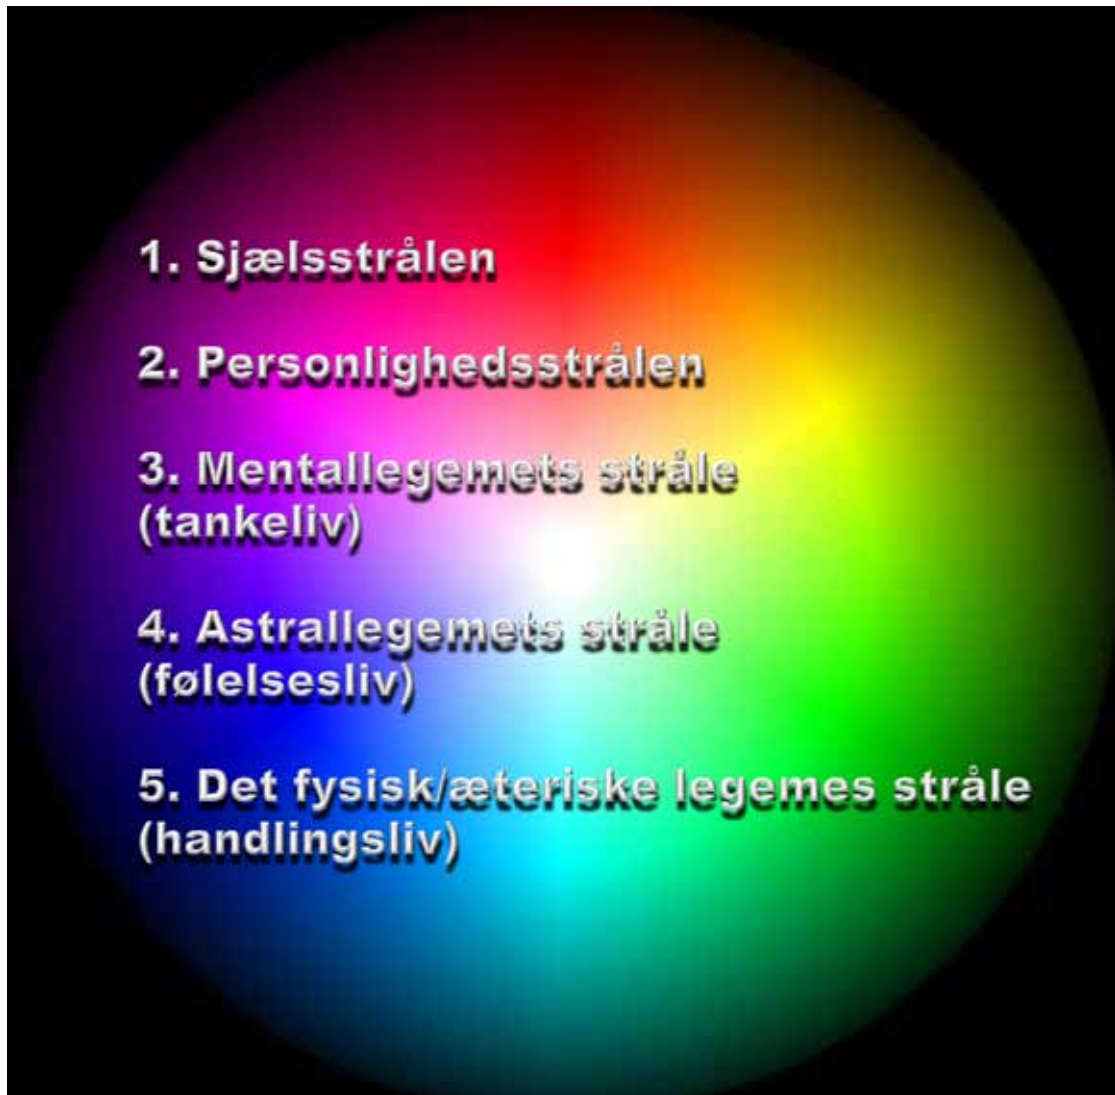 1. Sjælsstrålen
2. Personlighedsstrålen
3. Mentallegemets stråle
(tankeliv)
4. Astrallegemets stråle
(følelsesliv)
5. Det fysisk/æteriske legemes stråle
(handlingsliv)